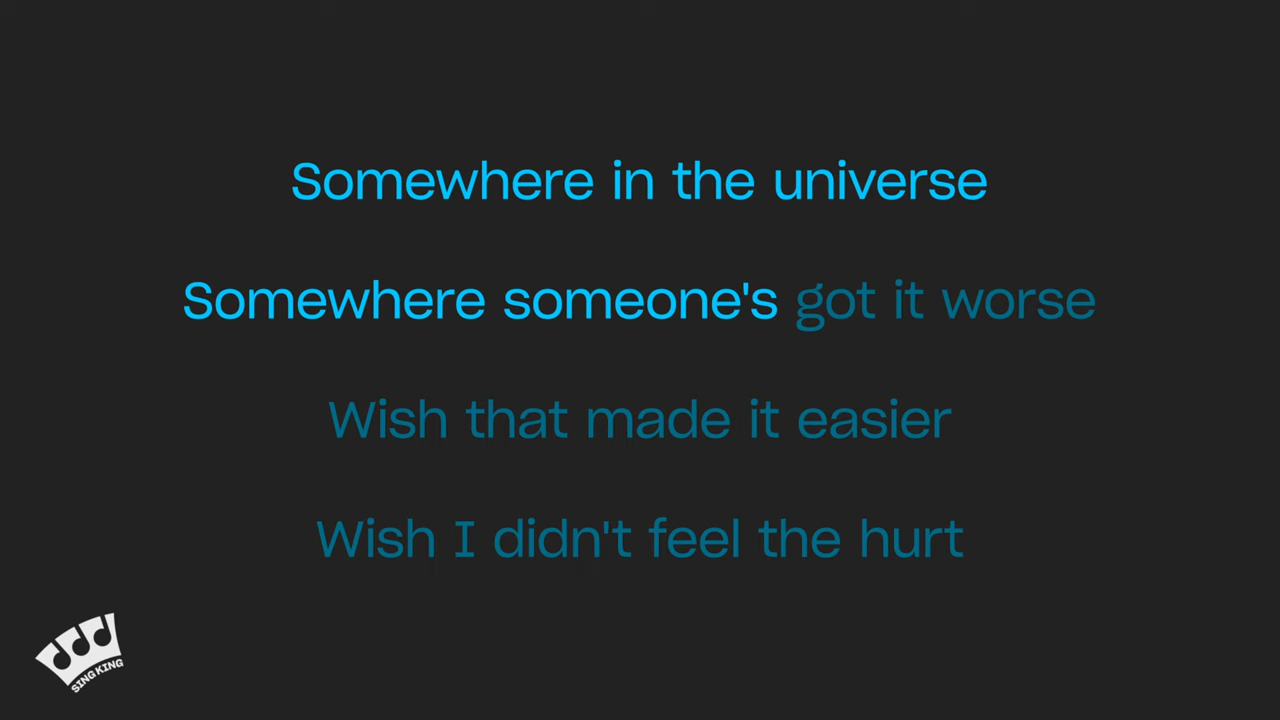 Somewhere in the universe
Somewhere someone's got it worse
Wish that made it easier
Wish I didn't feel the hurt
SING KING